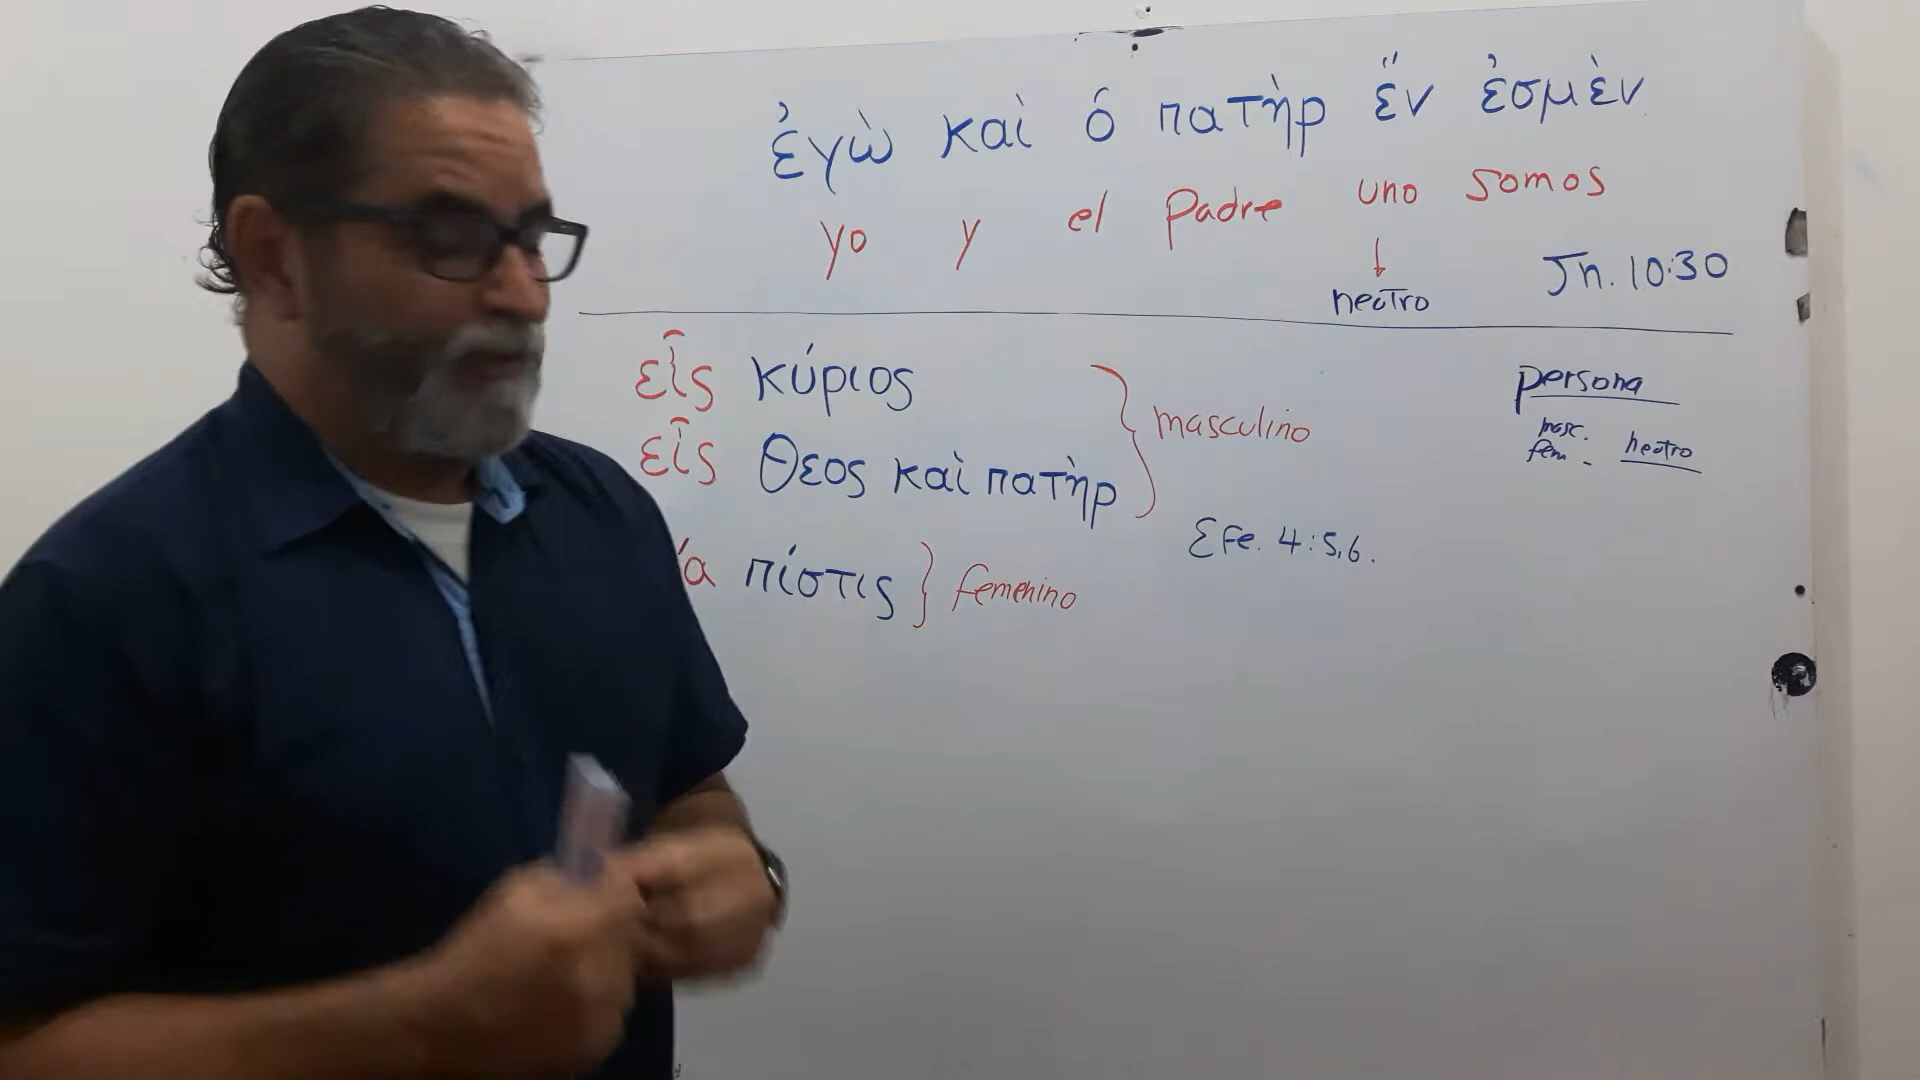 ἐγὼ καὶ ὁ πατὴρ ἕν ἐσμὲν
yo y el Padre uno somos
neutro
Jn. 10:30
εἷς κύριος
εἷς Θεος καὶ πατὴρ
masculino
persona
masc.
fem - neutro
Efe. 4:5,6.
ία πίστις } femenino